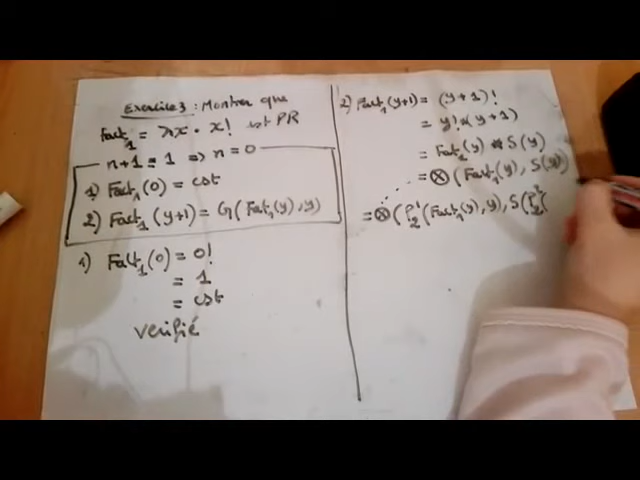 Exercice 3 : Montrer que
Fact₁ = λx · x! est PR
n+1 = 1 => n = 0
1) Fact₁(0) = cst
2) Fact₁(y+1) = G(Fact₁(y), y)
1) Fact₁(0) = 0!
= 1
= cst
vérifié
2) Fact₁(y+1) = (y+1)!
= y! * (y+1)
= Fact₁(y) * S(y)
= ⊗(Fact₁(y), S(y))
= ⊗(P₂¹(Fact₁(y), y), S(P₂²(